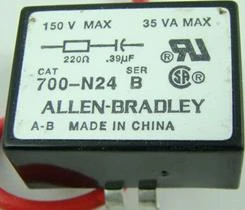 150 V MAX 35 VA MAX
220Ω .39µF
CAT SER
700-N24 B
ALLEN-BRADLEY
A-B MADE IN CHINA